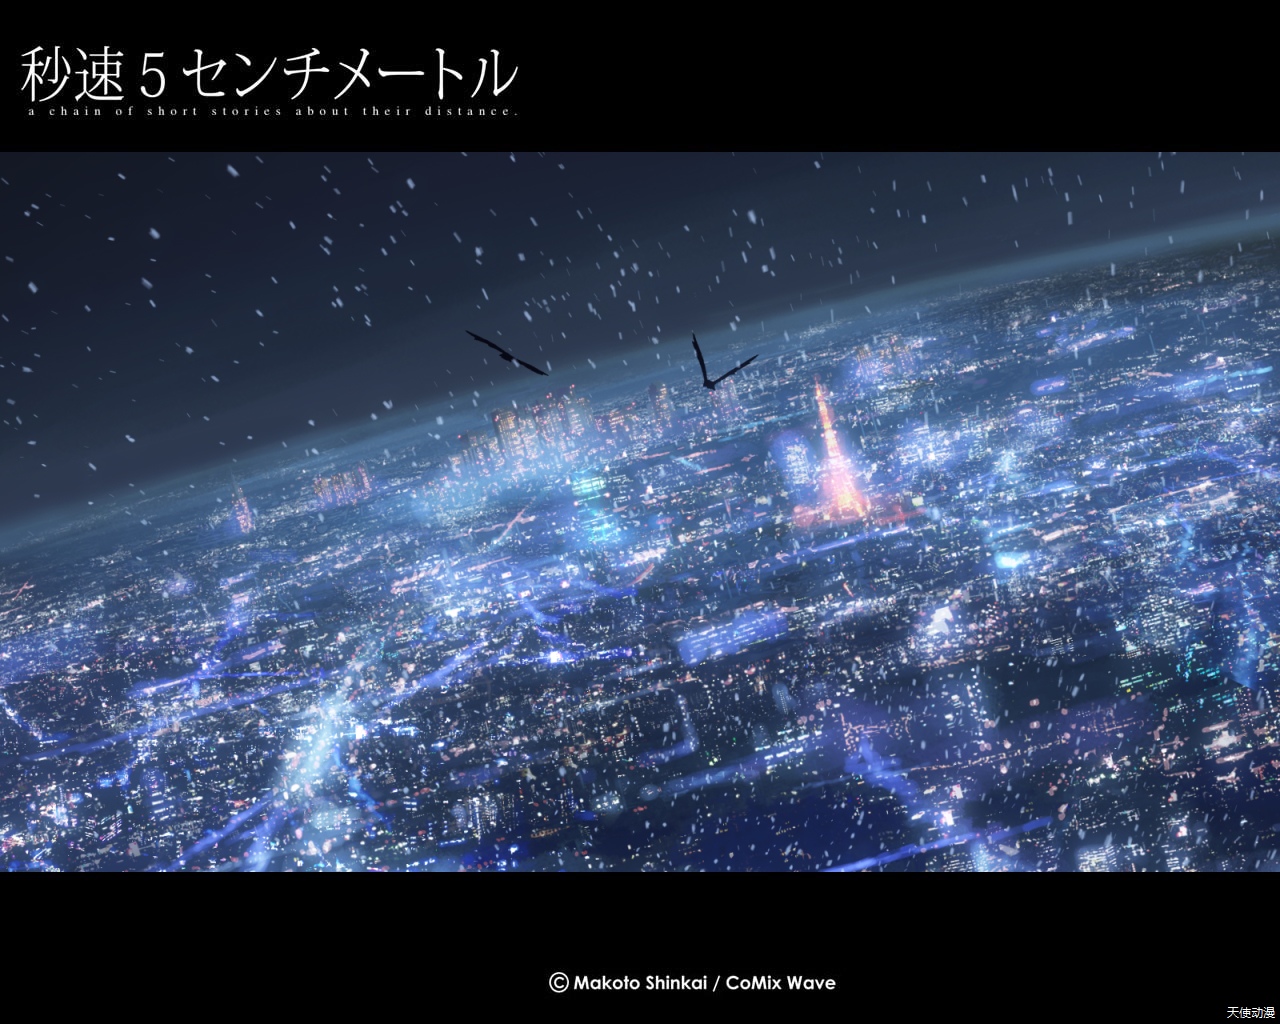 秒速5センチメートル
a chain of short stories about their distance.
© Makoto Shinkai / CoMix Wave
天使动漫